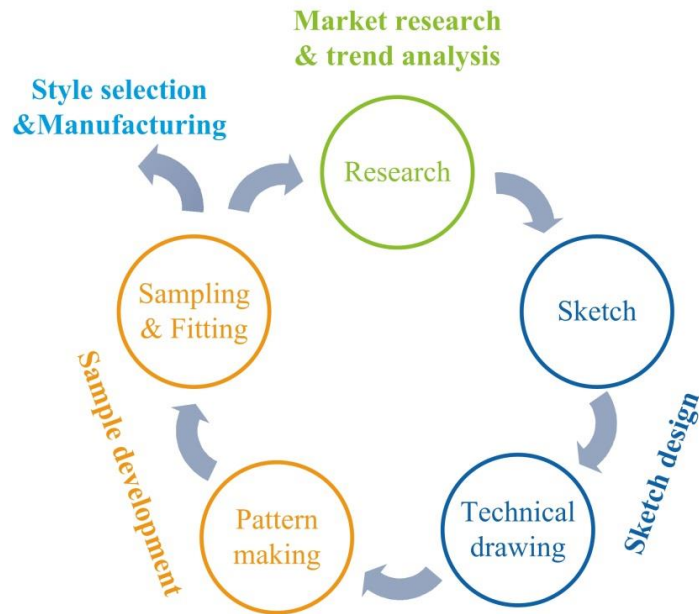 Market research
& trend analysis
Style selection
&Manufacturing
Research
Sampling
& Fitting
Sketch
Sample development
Sketch design
Pattern
making
Technical
drawing